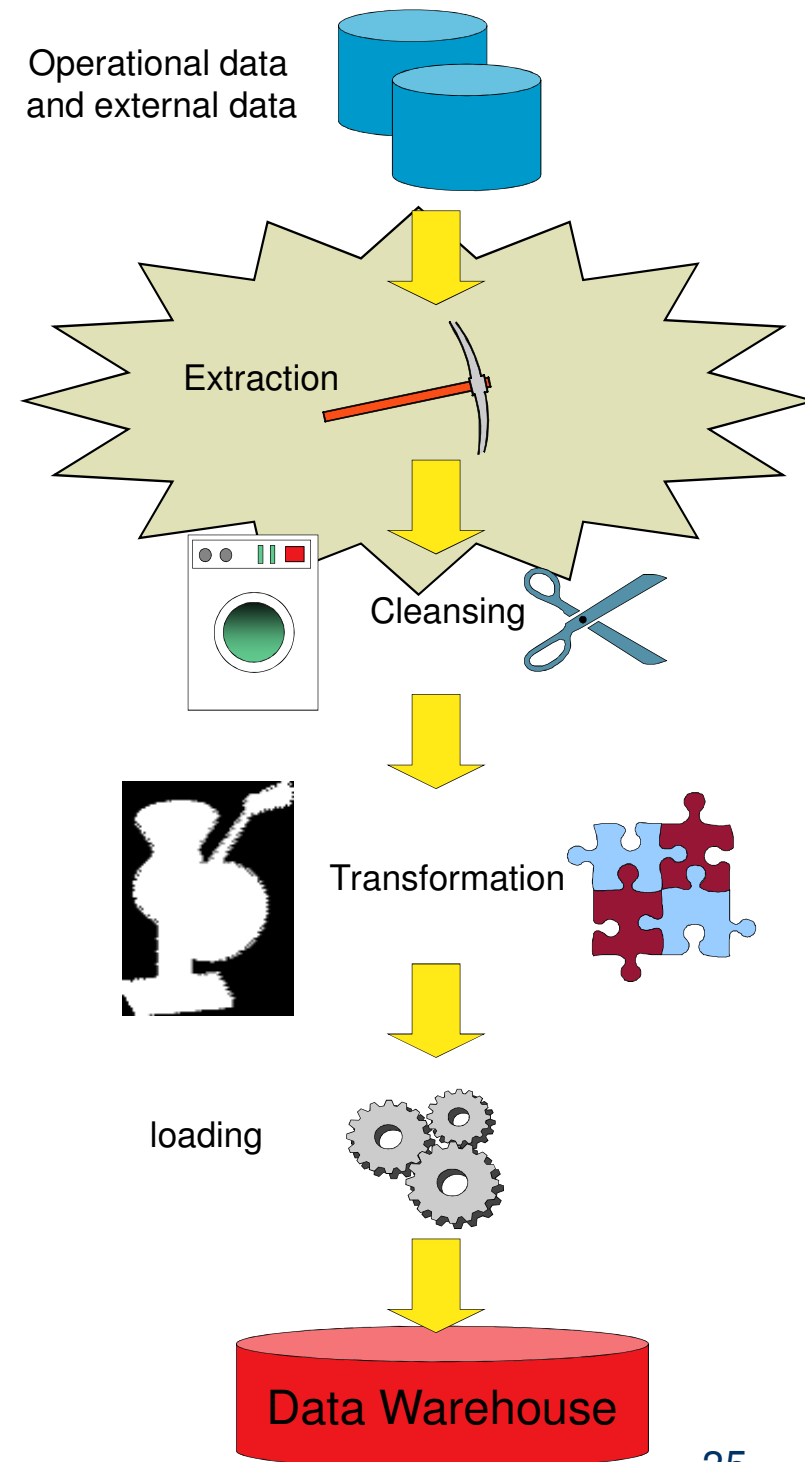 Operational data
and external data
Extraction
Cleansing
Transformation
loading
Data Warehouse